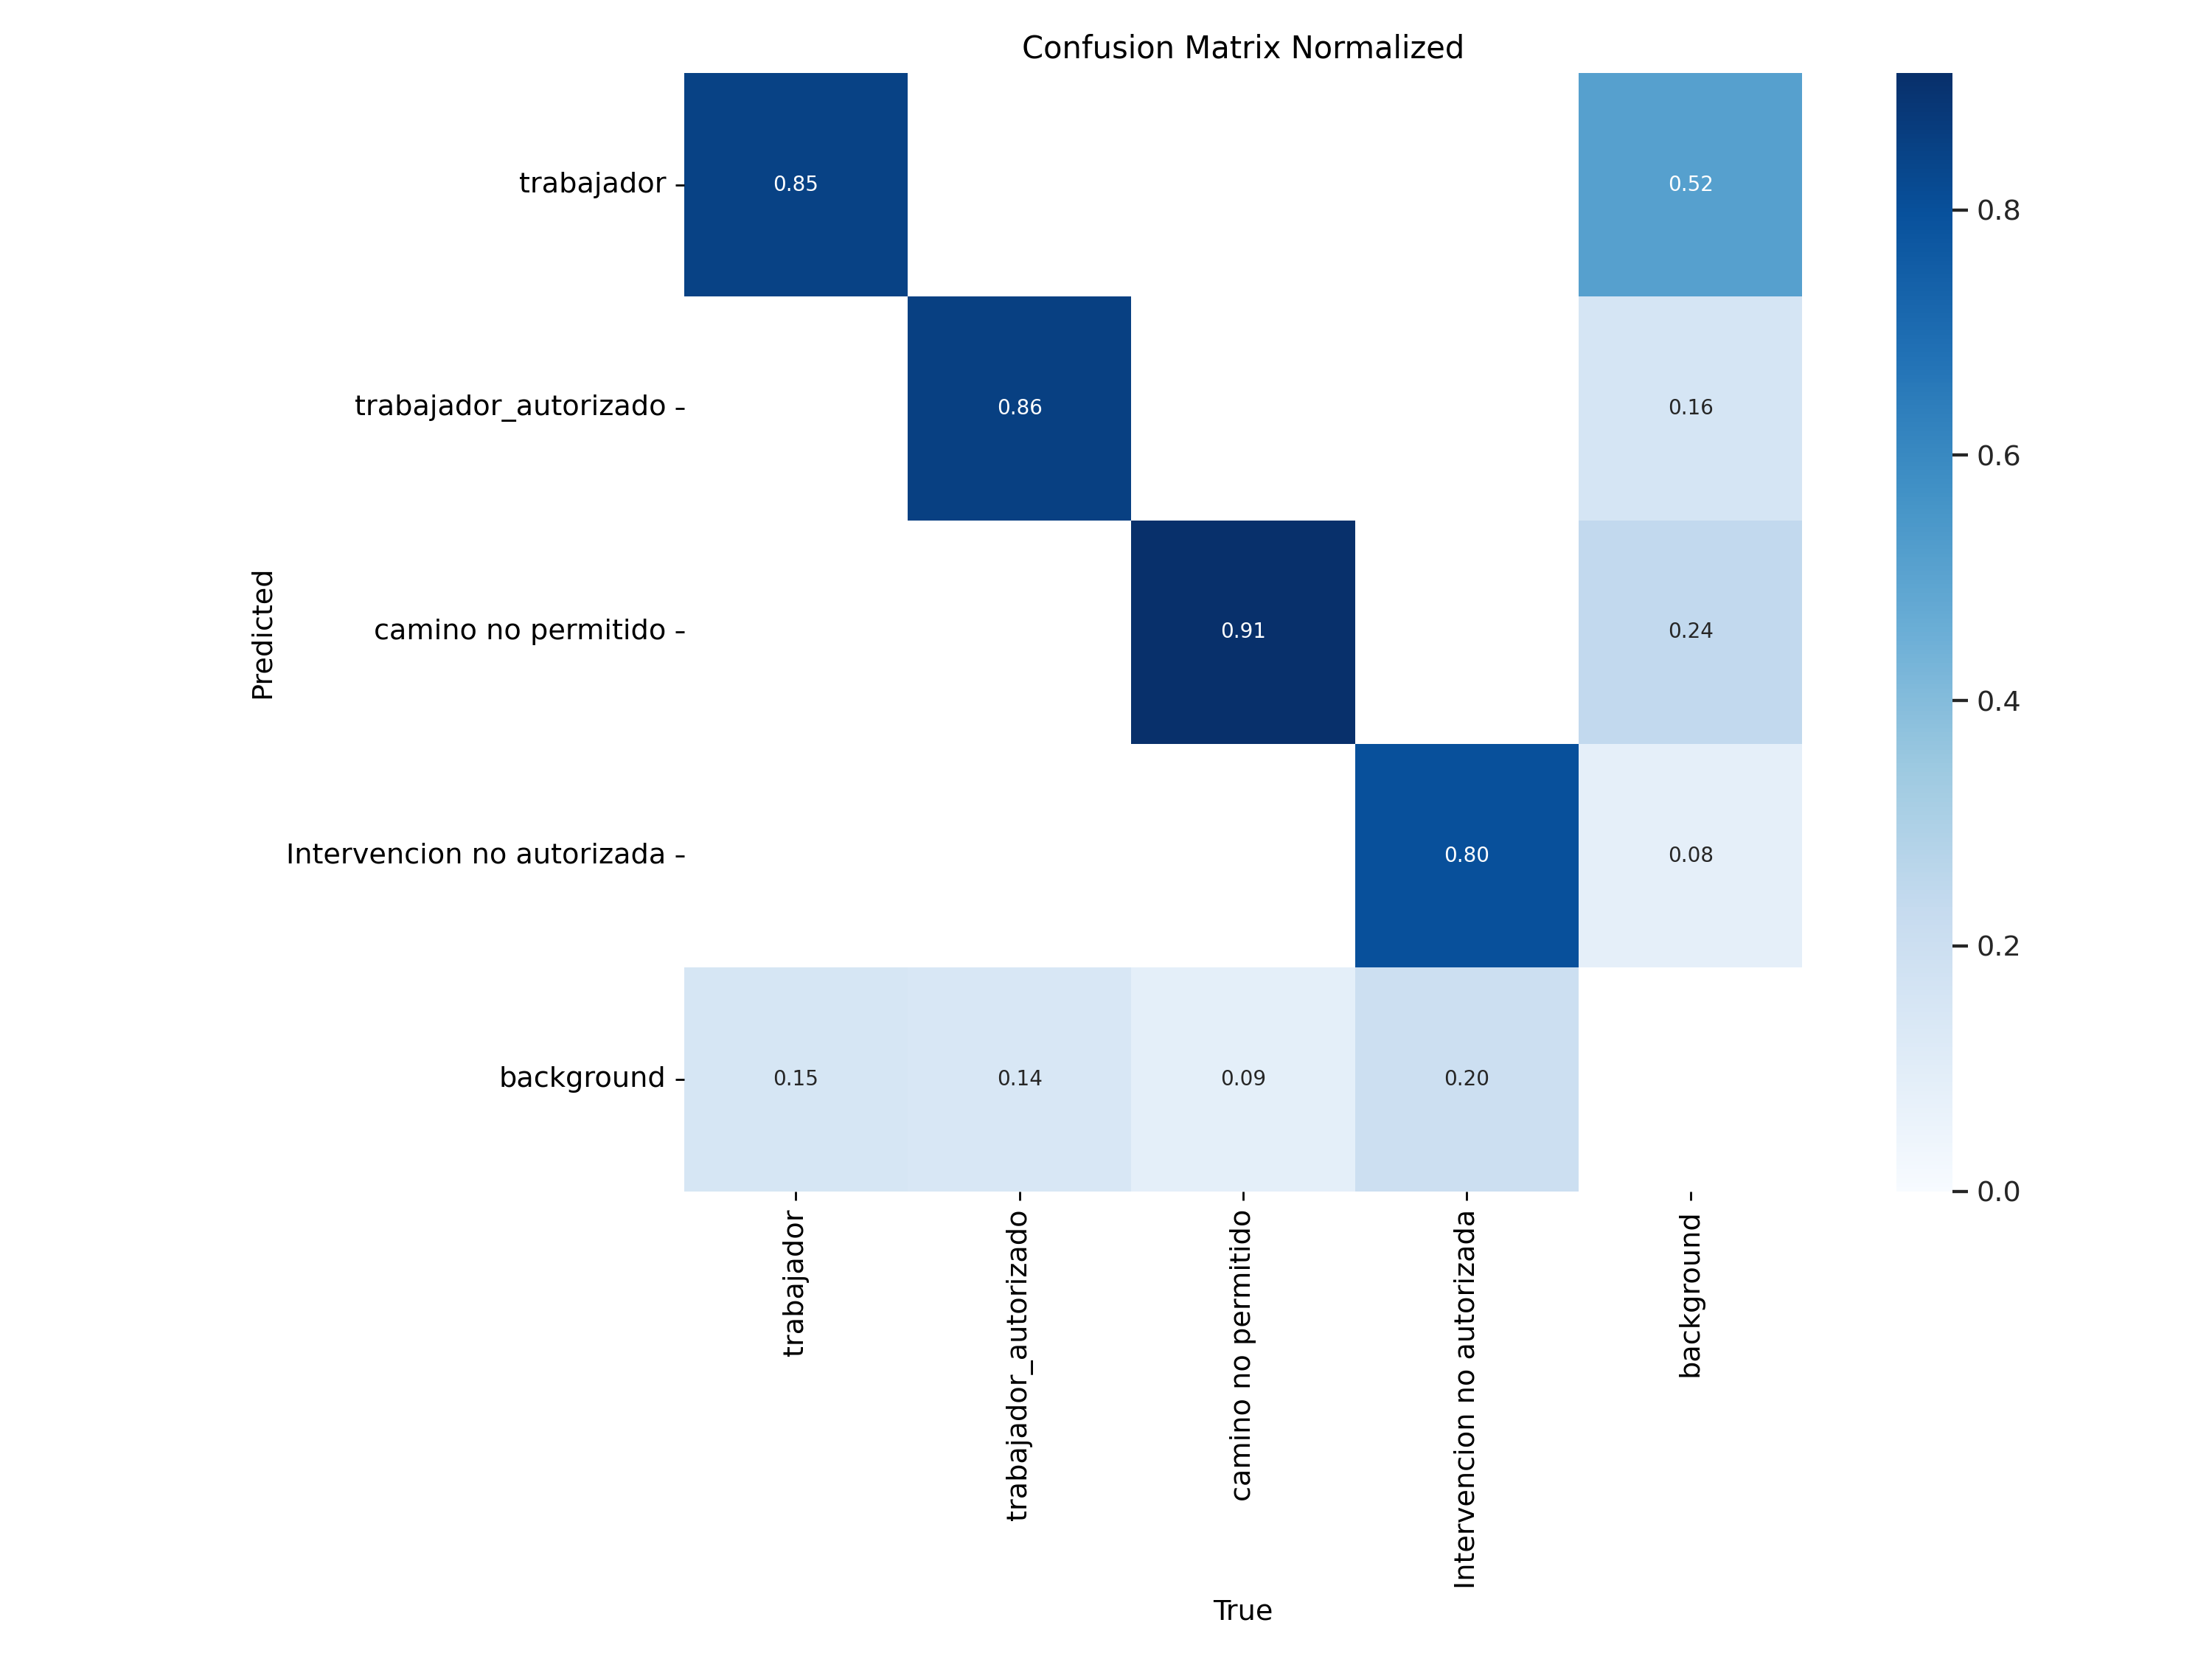 Confusion Matrix Normalized
trabajador
0.85
0.52
0.8
trabajador_autorizado
0.86
0.16
0.6
Predicted
camino no permitido
0.91
0.24
0.4
Intervencion no autorizada
0.80
0.08
0.2
background
0.15
0.14
0.09
0.20
0.0
trabajador
trabajador_autorizado
camino no permitido
Intervencion no autorizada
background
True